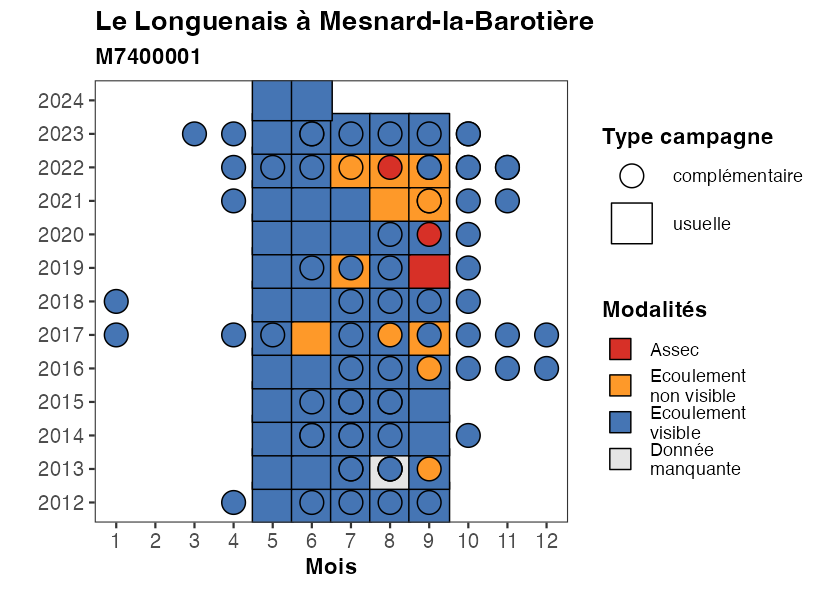 Le Longuenais à Mesnard-la-Barotière
M7400001
2024
2023
2022
2021
2020
2019
2018
2017
2016
2015
2014
2013
2012
1 2 3 4 5 6 7 8 9 10 11 12
Mois
Type campagne
complémentaire
usuelle
Modalités
Assec
Ecoulement
non visible
Ecoulement
visible
Donnée
manquante